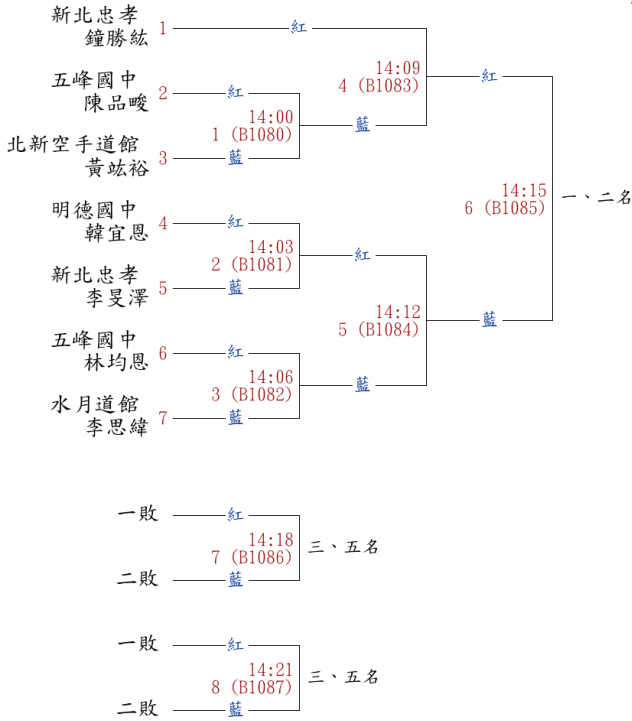 新北忠孝
鐘勝紘 1 紅
14:09
4 (B1083) 紅
五峰國中
陳品畯 2 紅
14:00
1 (B1080) 藍
北新空手道館
黃竑裕 3 藍
14:15
6 (B1085) 一、二名
明德國中
韓宜恩 4 紅
14:03
2 (B1081) 紅
新北忠孝
李旻澤 5 藍
14:12
5 (B1084) 藍
五峰國中
林均恩 6 紅
14:06
3 (B1082) 藍
水月道館
李思緯 7 藍
一敗 紅
14:18
7 (B1086) 三、五名
二敗 藍
一敗 紅
14:21
8 (B1087) 三、五名
二敗 藍